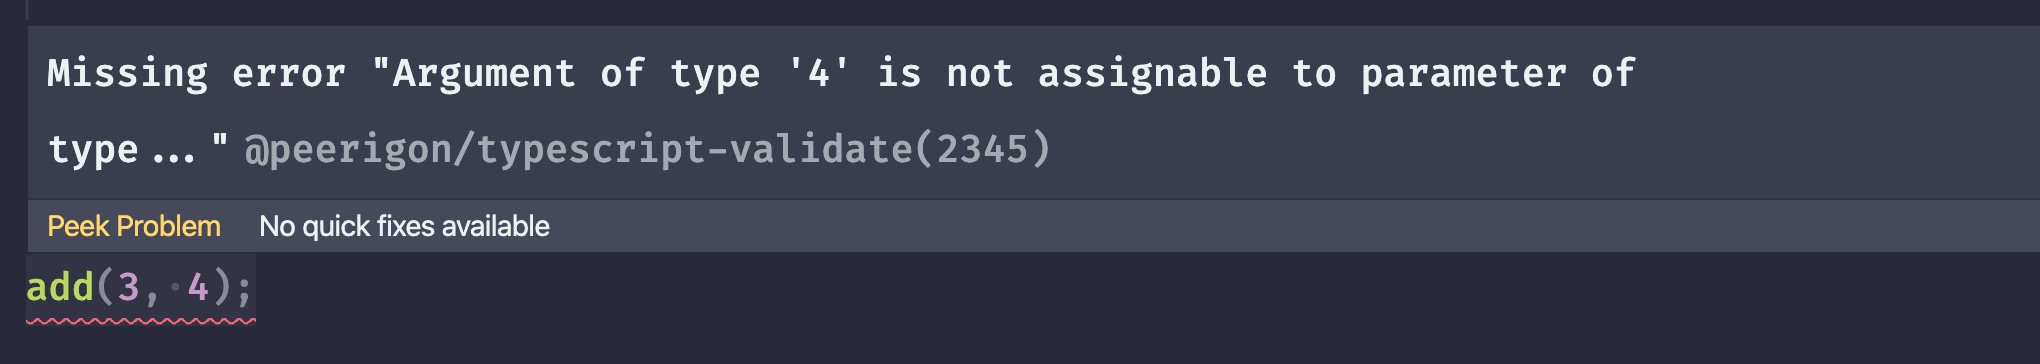 Missing error "Argument of type '4' is not assignable to parameter of
type..." @peerigon/typescript-validate(2345)
Peek Problem No quick fixes available
add(3,·4);